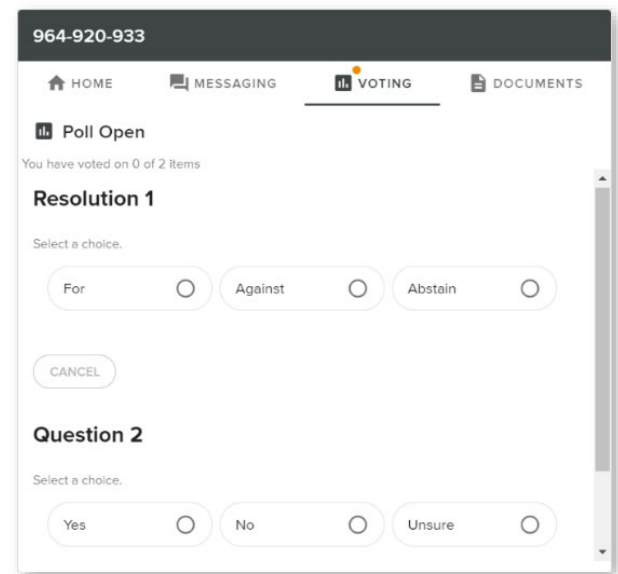 964-920-933
HOME MESSAGING VOTING DOCUMENTS
Poll Open
You have voted on 0 of 2 items
Resolution 1
Select a choice.
For Against Abstain
CANCEL
Question 2
Select a choice.
Yes No Unsure